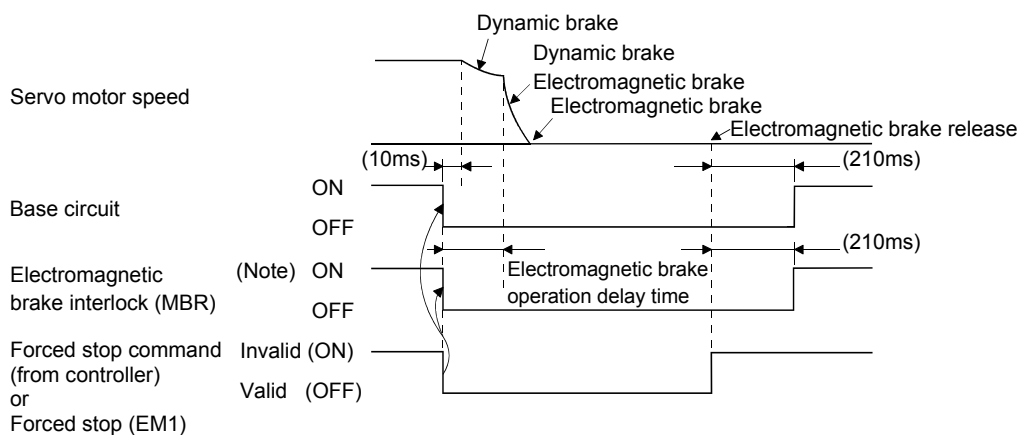 Dynamic brake
Dynamic brake
Electromagnetic brake
Electromagnetic brake
Servo motor speed
Electromagnetic brake release
(10ms)
(210ms)
ON
Base circuit
OFF
(210ms)
Electromagnetic
brake interlock (MBR)
(Note) ON
OFF
Electromagnetic brake
operation delay time
Forced stop command
(from controller)
or
Forced stop (EM1)
Invalid (ON)
Valid (OFF)